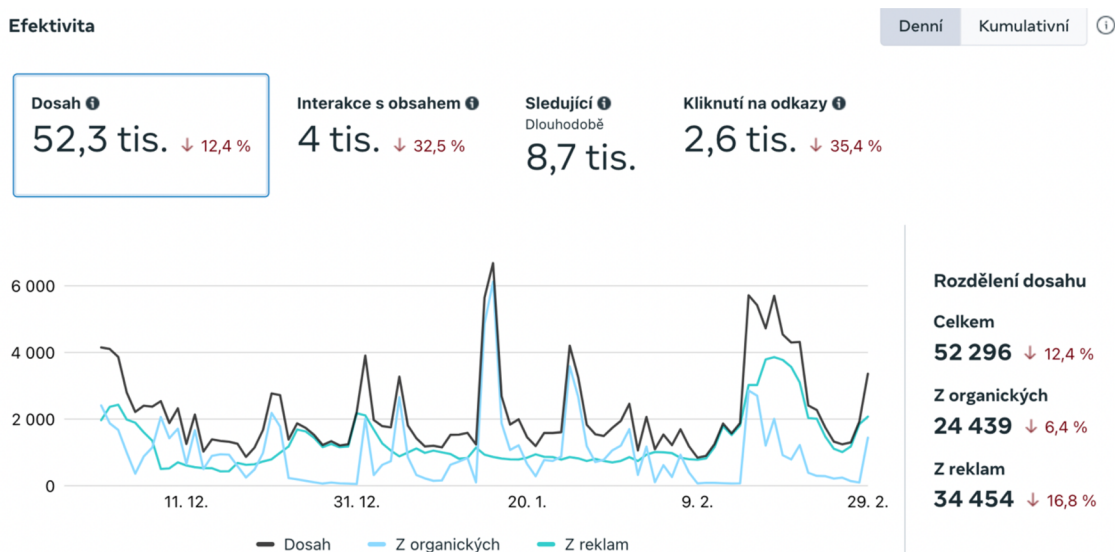 Efektivita
Denní
Kumulativní
Dosah
52,3 tis. ↓ 12,4 %
Interakce s obsahem
4 tis. ↓ 32,5 %
Sledující
Dlouhodobě
8,7 tis.
Kliknutí na odkazy
2,6 tis. ↓ 35,4 %
6 000
4 000
2 000
0
11. 12.
31. 12.
20. 1.
9. 2.
29. 2.
Dosah
Z organických
Z reklam
Rozdělení dosahu
Celkem
52 296 ↓ 12,4 %
Z organických
24 439 ↓ 6,4 %
Z reklam
34 454 ↓ 16,8 %